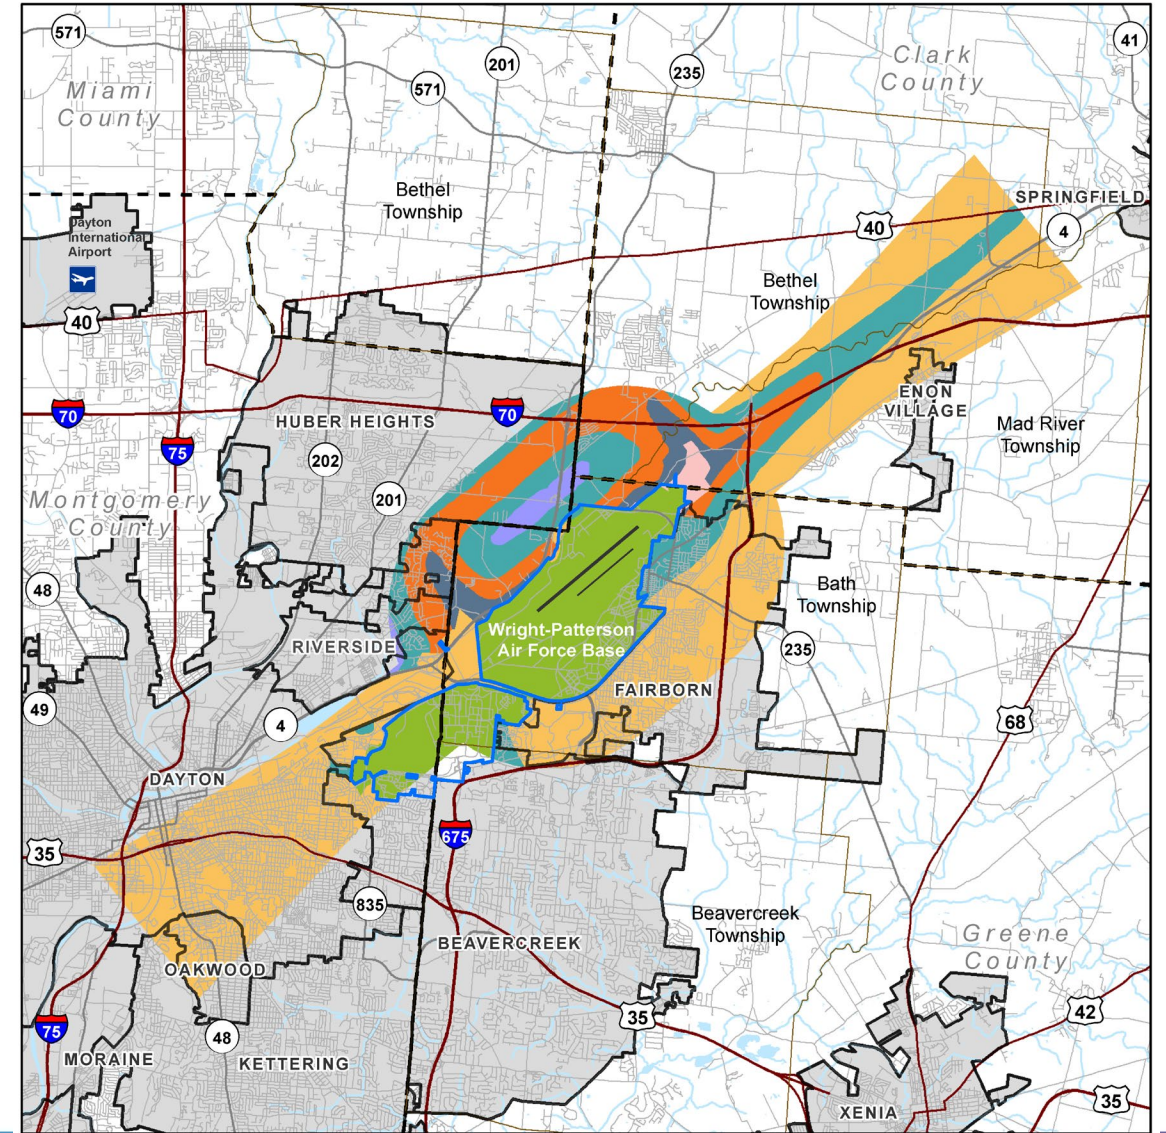 571
201
41
Clark
County
235
571
Miami
County
Bethel
Township
SPRINGFIELD
Dayton
International
Airport
40
4
Bethel
Township
40
ENON
VILLAGE
70
70
HUBER HEIGHTS
Mad River
Township
75
202
201
Montgomery
County
48
Bath
Township
Wright-Patterson
Air Force Base
RIVERSIDE
235
FAIRBORN
49
4
68
DAYTON
675
35
835
Beavercreek
Township
BEAVERCREEK
Greene
County
OAKWOOD
35
42
75
48
MORAINE
KETTERING
35
XENIA